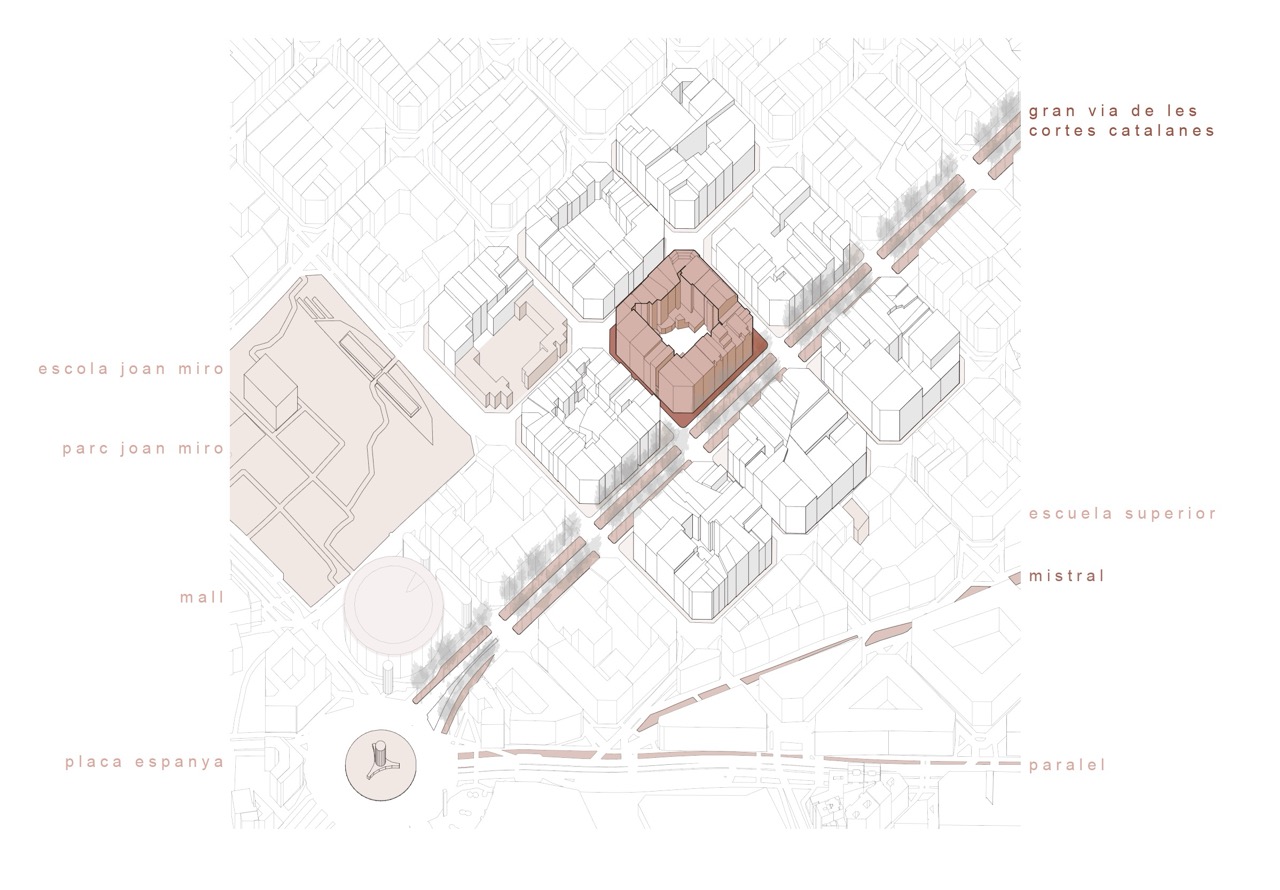 gran via de les
cortes catalanes
escola joan miro
parc joan miro
escuela superior
mistral
mall
placa espanya
paralel